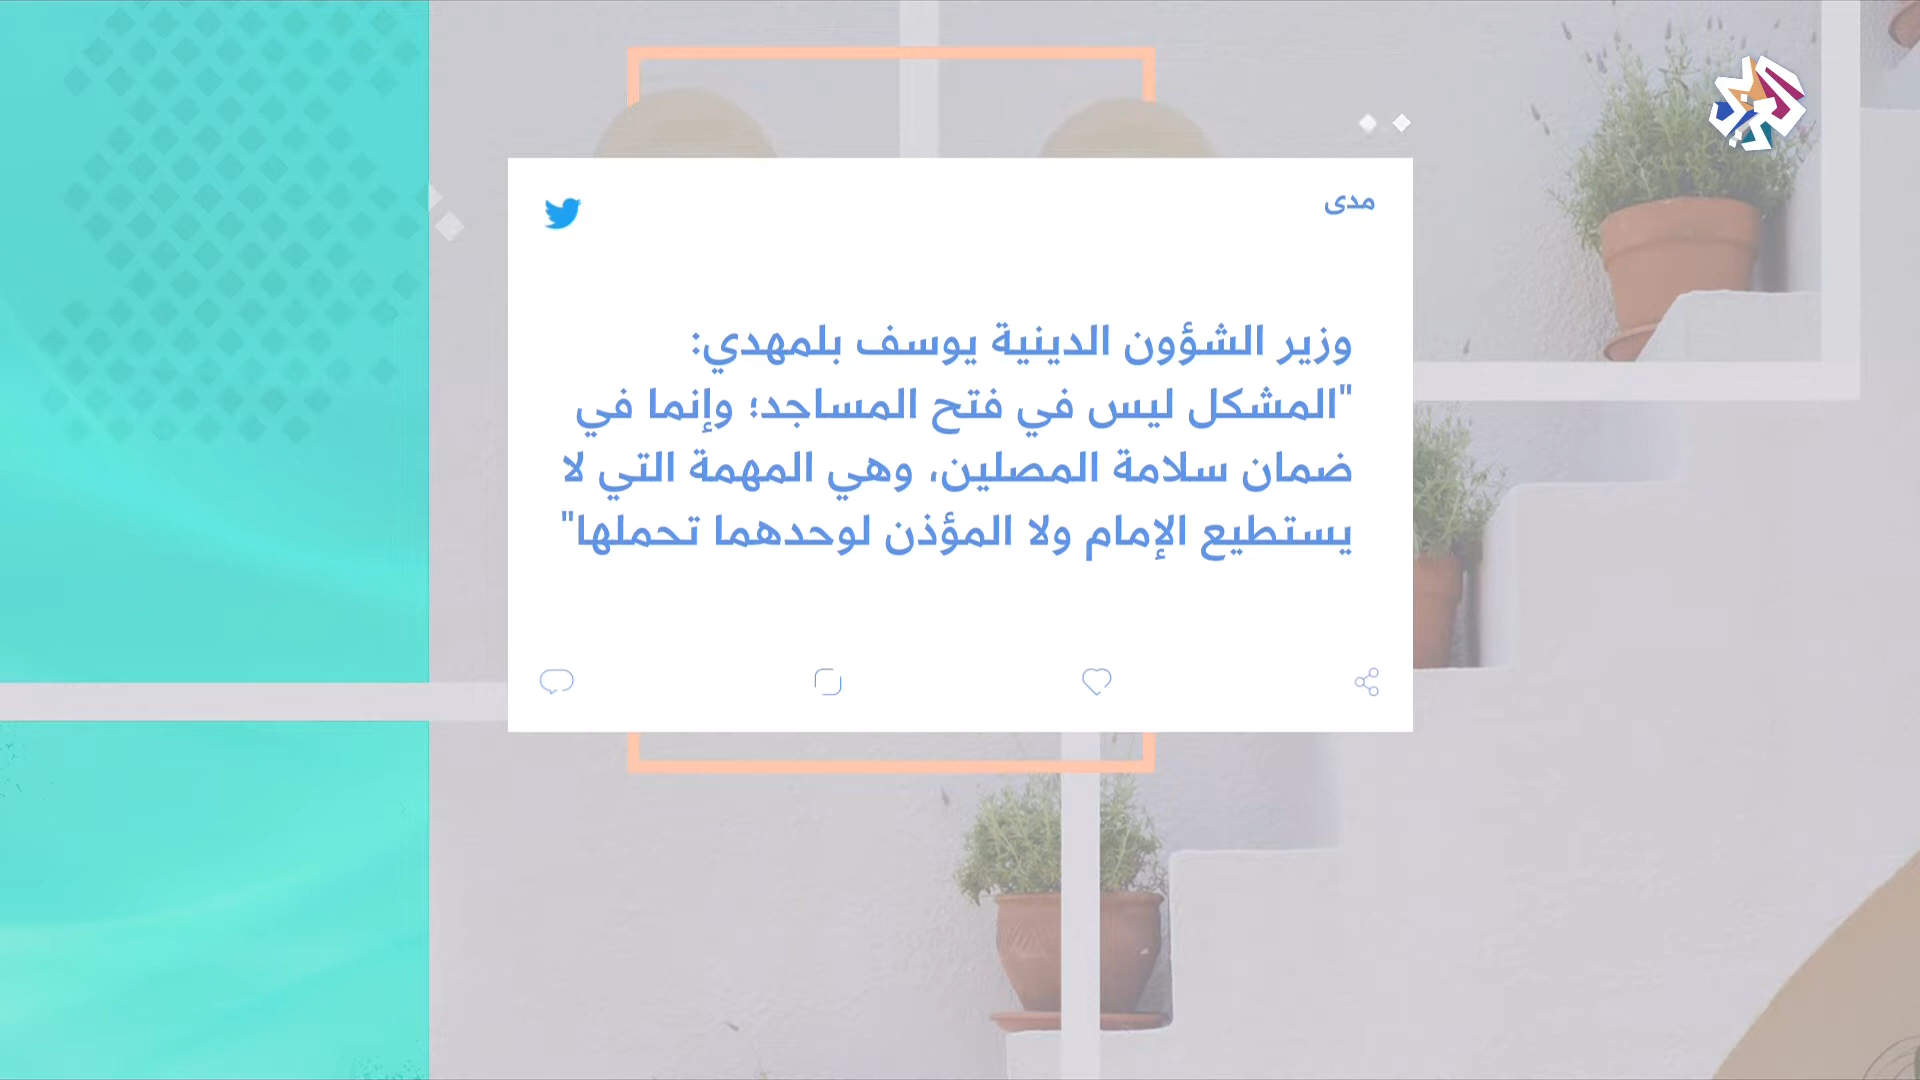 مدى
وزير الشؤون الدينية يوسف بلمهدي:
"المشكل ليس في فتح المساجد؛ وإنما في
ضمان سلامة المصلين، وهي المهمة التي لا
يستطيع الإمام ولا المؤذن لوحدهما تحملها"